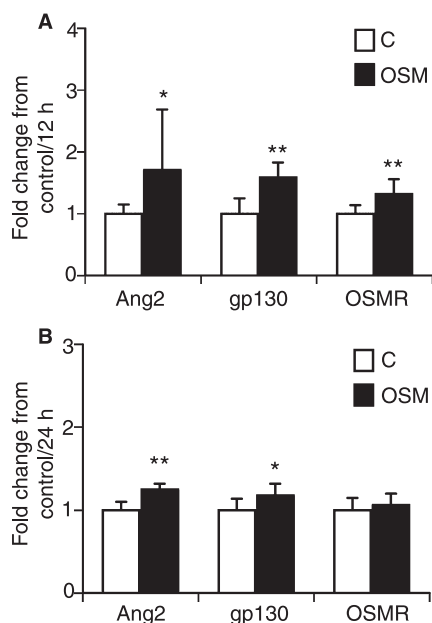 A
4
3
2
1
0
Fold change from
control/12 h
C
OSM
*
**
**
Ang2
gp130
OSMR
B
3
2
1
0
Fold change from
control/24 h
C
OSM
**
*
Ang2
gp130
OSMR